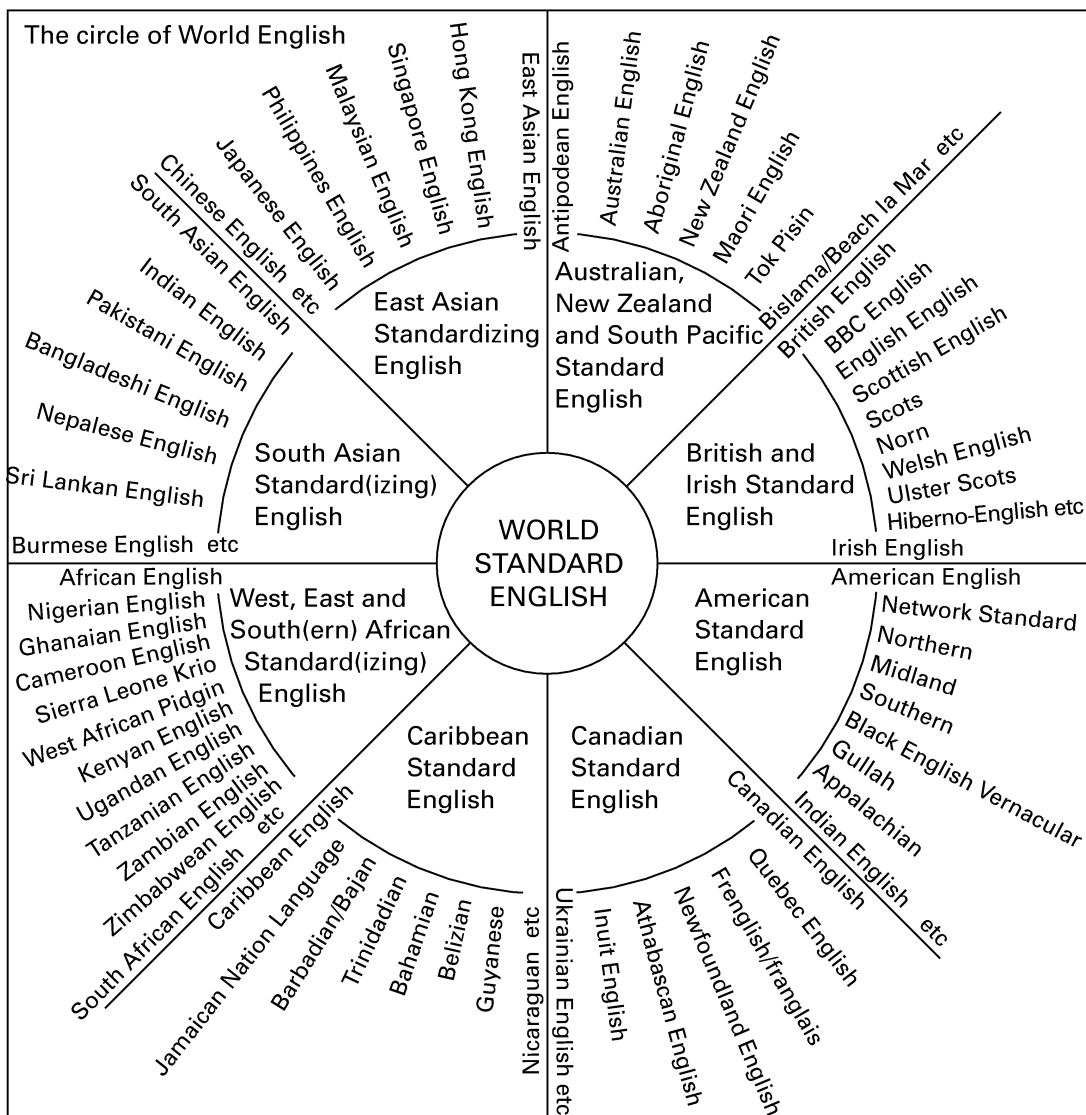 The circle of World English
East Asian
Standardizing
English
Chinese English etc
Japanese English
Philippines English
Malaysian English
Singapore English
Hong Kong English
East Asian English
Australian,
New Zealand
and South Pacific
Standard
English
Antipodean English
Australian English
Aboriginal English
New Zealand English
Maori English
Tok Pisin
Bislama/Beach la Mar etc
British and
Irish Standard
English
British English
BBC English
English English
Scottish English
Scots
Norn
Welsh English
Ulster Scots
Hiberno-English etc
Irish English
American
Standard
English
American English
Network Standard
Northern
Midland
Southern
Black English Vernacular
Gullah
Appalachian
Indian English etc
Canadian
Standard
English
Canadian English
Quebec English
Frenglish/franglais
Newfoundland English
Athabascan English
Inuit English
Ukrainian English etc
Caribbean
Standard
English
Caribbean English
Jamaican Nation Language
Barbadian/Bajan
Trinidadian
Bahamian
Belizian
Guyanese
Nicaraguan etc
West, East and
South(ern) African
Standard(izing)
English
African English
Nigerian English
Ghanaian English
Cameroon English
Sierra Leone Krio
West African Pidgin
Kenyan English
Ugandan English
Tanzanian English
Zambian English
Zimbabwean English
South African English etc
South Asian
Standard(izing)
English
South Asian English
Indian English
Pakistani English
Bangladeshi English
Nepalese English
Sri Lankan English
Burmese English etc
WORLD
STANDARD
ENGLISH